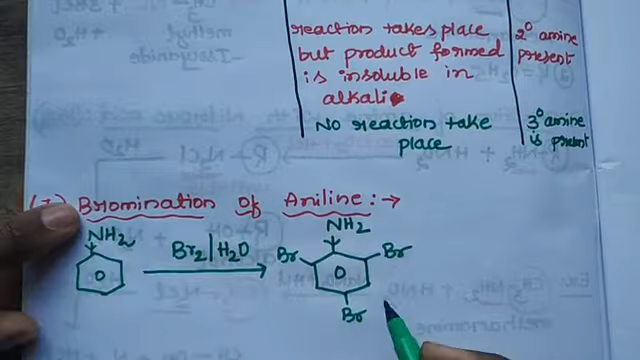 reaction takes place
but product formed
is insoluble in
alkali
2° amine
present
No reaction take
place
3° amine
is present
Bromination of Aniline:→
NH2
Br2|H2O
NH2
Br
Br
Br